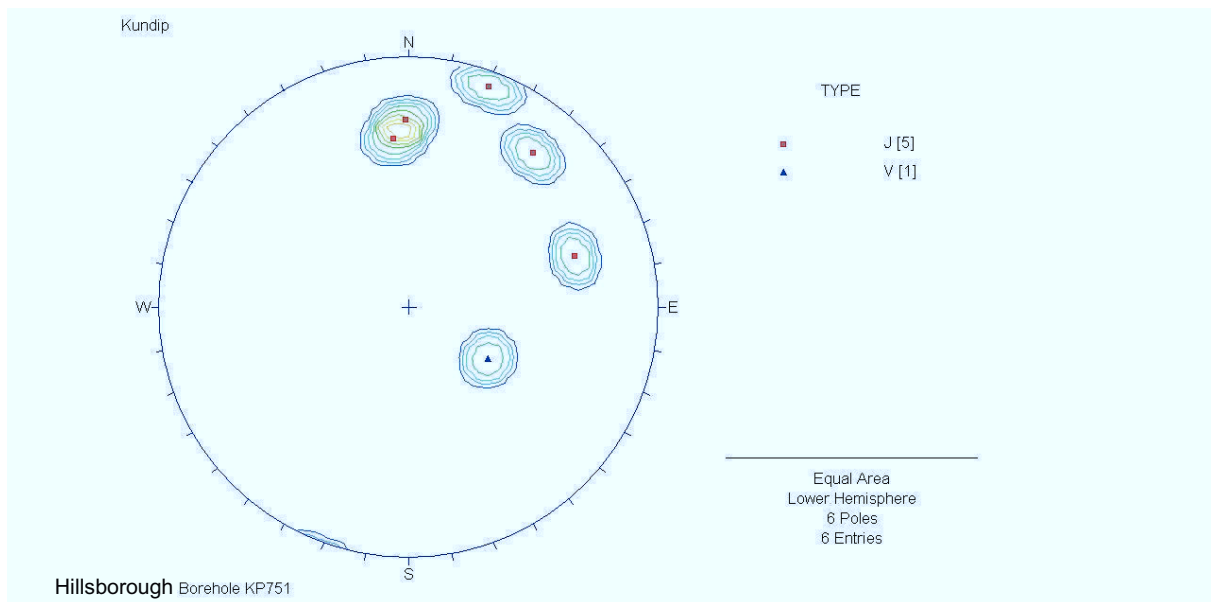 Kundip
N
TYPE
J [5]
V [1]
W
E
Equal Area
Lower Hemisphere
6 Poles
6 Entries
S
Hillsborough Borehole KP751